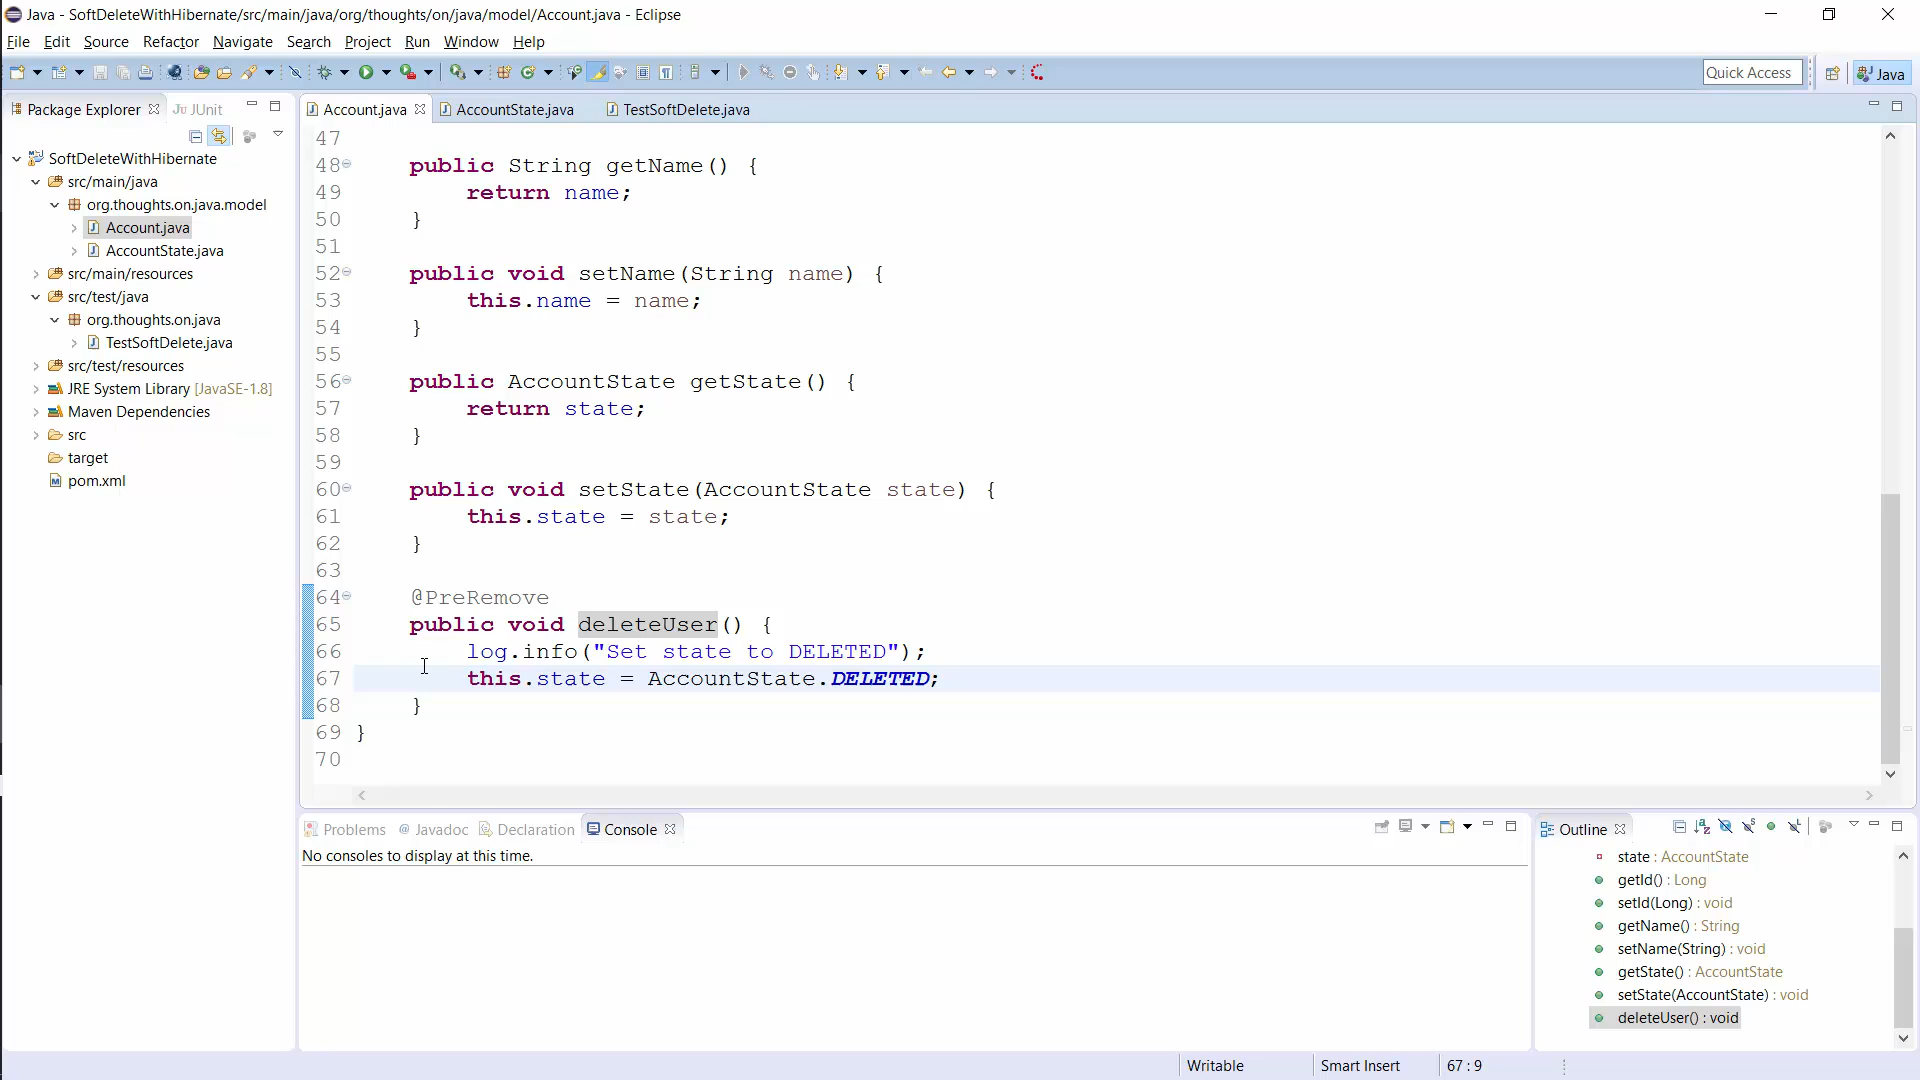 Java - SoftDeleteWithHibernate/src/main/java/org/thoughts/on/java/model/Account.java - Eclipse
File Edit Source Refactor Navigate Search Project Run Window Help
Quick Access
Java
Package Explorer
JUnit
SoftDeleteWithHibernate
src/main/java
org.thoughts.on.java.model
Account.java
AccountState.java
src/main/resources
src/test/java
org.thoughts.on.java
TestSoftDelete.java
src/test/resources
JRE System Library [JavaSE-1.8]
Maven Dependencies
src
target
pom.xml
Account.java
AccountState.java
TestSoftDelete.java
47
48 public String getName() {
49 return name;
50 }
51
52 public void setName(String name) {
53 this.name = name;
54 }
55
56 public AccountState getState() {
57 return state;
58 }
59
60 public void setState(AccountState state) {
61 this.state = state;
62 }
63
64 @PreRemove
65 public void deleteUser() {
66 log.info("Set state to DELETED");
67 this.state = AccountState.DELETED;
68 }
69 }
70
Problems @ Javadoc Declaration Console
No consoles to display at this time.
Outline
state : AccountState
getId() : Long
setId(Long) : void
getName() : String
setName(String) : void
getState() : AccountState
setState(AccountState) : void
deleteUser() : void
Writable
Smart Insert
67 : 9